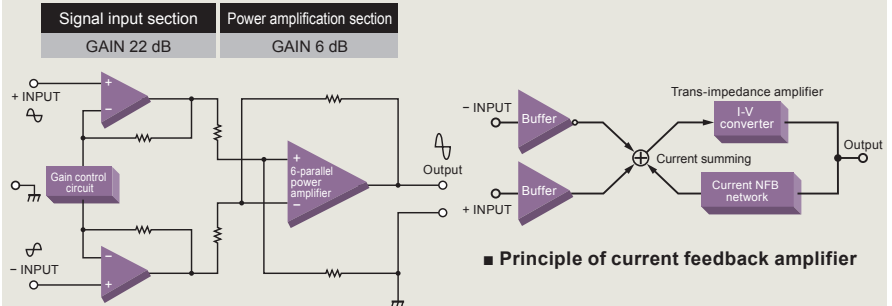 Signal input section
Power amplification section
GAIN 22 dB
GAIN 6 dB
+
−
+ INPUT
Gain control
circuit
+
6-parallel
power
amplifier
−
Output
−
+
− INPUT
Trans-impedance amplifier
− INPUT
Buffer
I-V
converter
Output
Current summing
Buffer
Current NFB
network
+ INPUT
■ Principle of current feedback amplifier